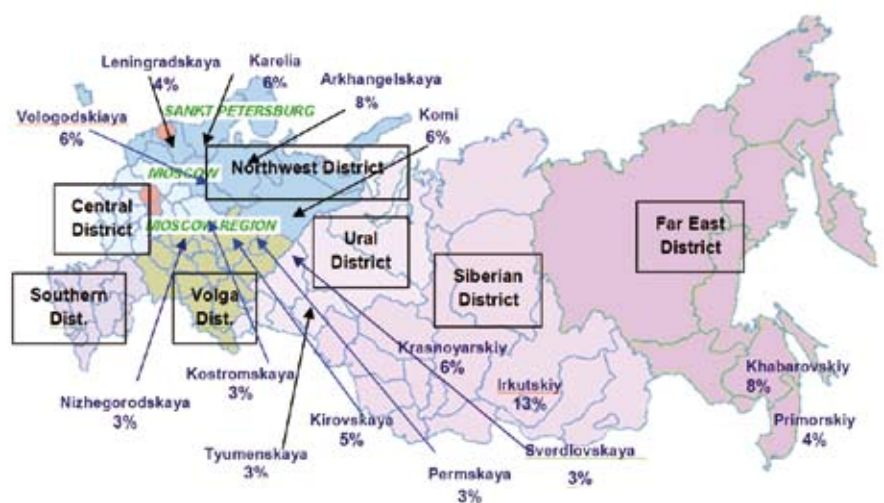 Leningradskaya
4%
Karelia
6%
Arkhangelskaya
8%
SANKT PETERSBURG
Vologodskiaya
6%
Komi
6%
Northwest District
MOSCOW
Central
District
MOSCOW REGION
Ural
District
Far East
District
Siberian
District
Southern
Dist.
Volga
Dist.
Krasnoyarskiy
6%
Irkutskiy
13%
Khabarovskiy
8%
Kostromskaya
3%
Nizhegorodskaya
3%
Kirovskaya
5%
Primorskiy
4%
Tyumenskaya
3%
Sverdlovskaya
3%
Permskaya
3%